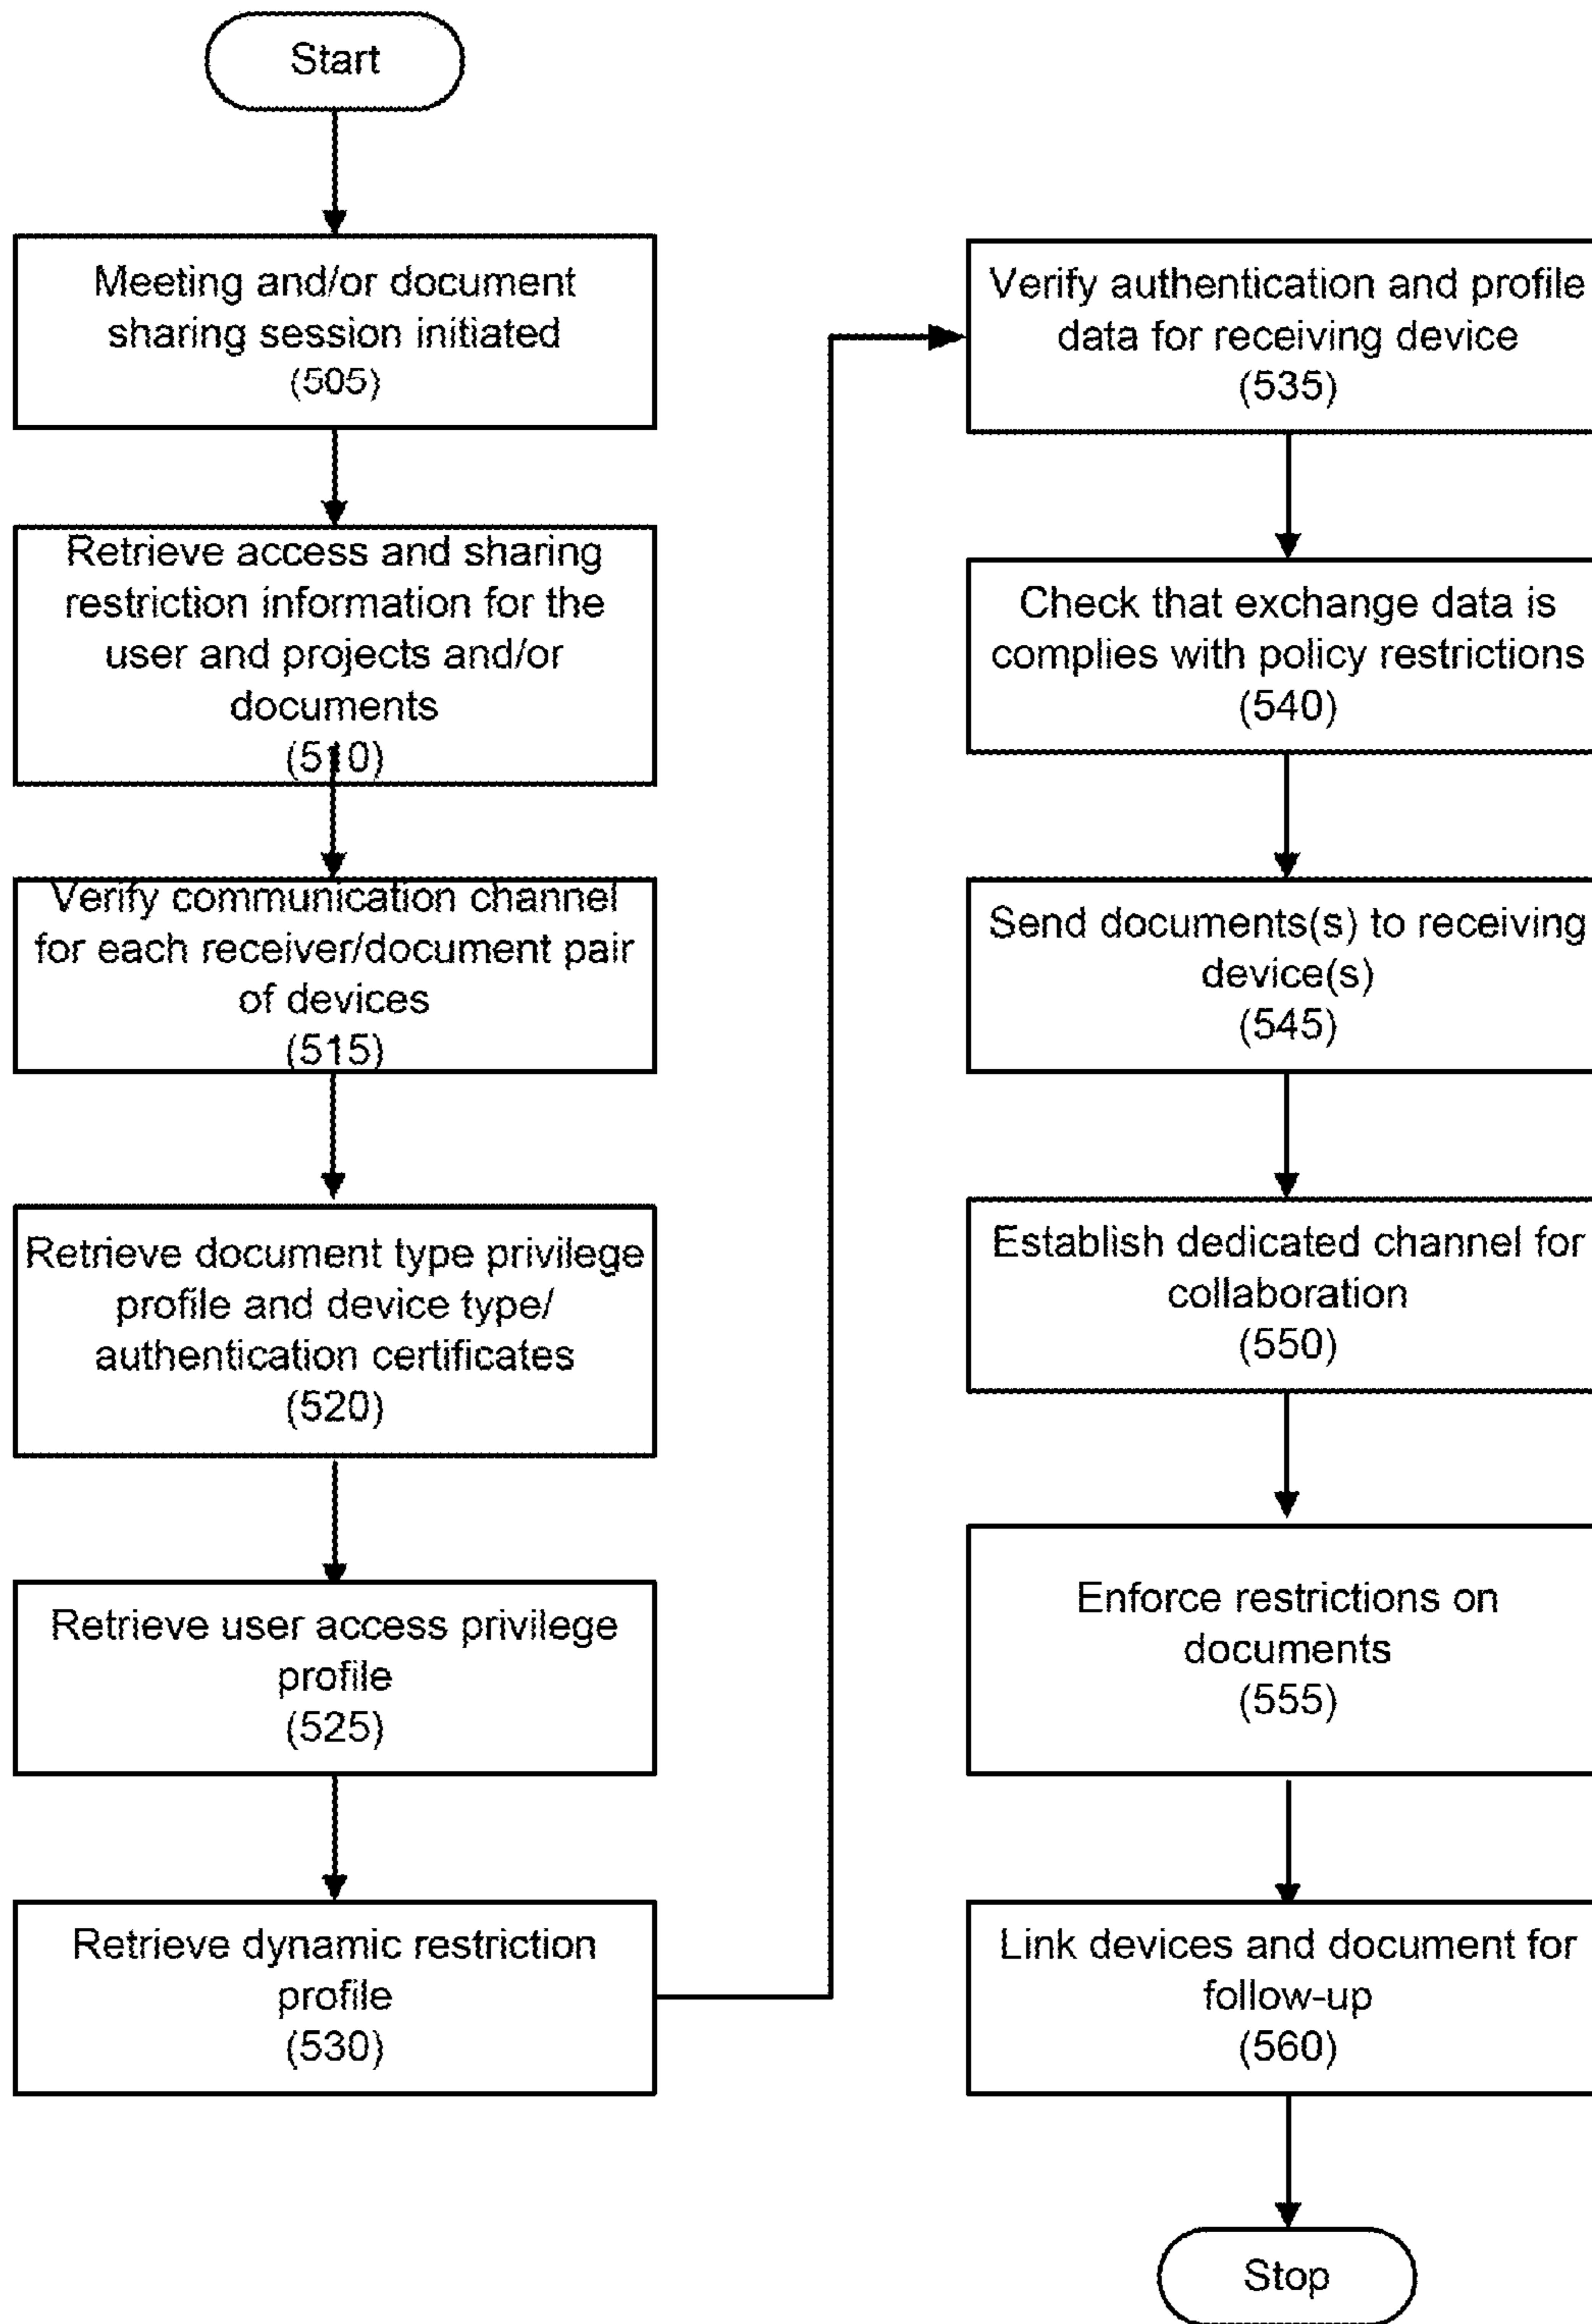 Start
Meeting and/or document
sharing session initiated
(505)
Retrieve access and sharing
restriction information for the
user and projects and/or
documents
(510)
Verify communication channel
for each receiver/document pair
of devices
(515)
Retrieve document type privilege
profile and device type/
authentication certificates
(520)
Retrieve user access privilege
profile
(525)
Retrieve dynamic restriction
profile
(530)
Verify authentication and profile
data for receiving device
(535)
Check that exchange data is
complies with policy restrictions
(540)
Send documents(s) to receiving
device(s)
(545)
Establish dedicated channel for
collaboration
(550)
Enforce restrictions on
documents
(555)
Link devices and document for
follow-up
(560)
Stop